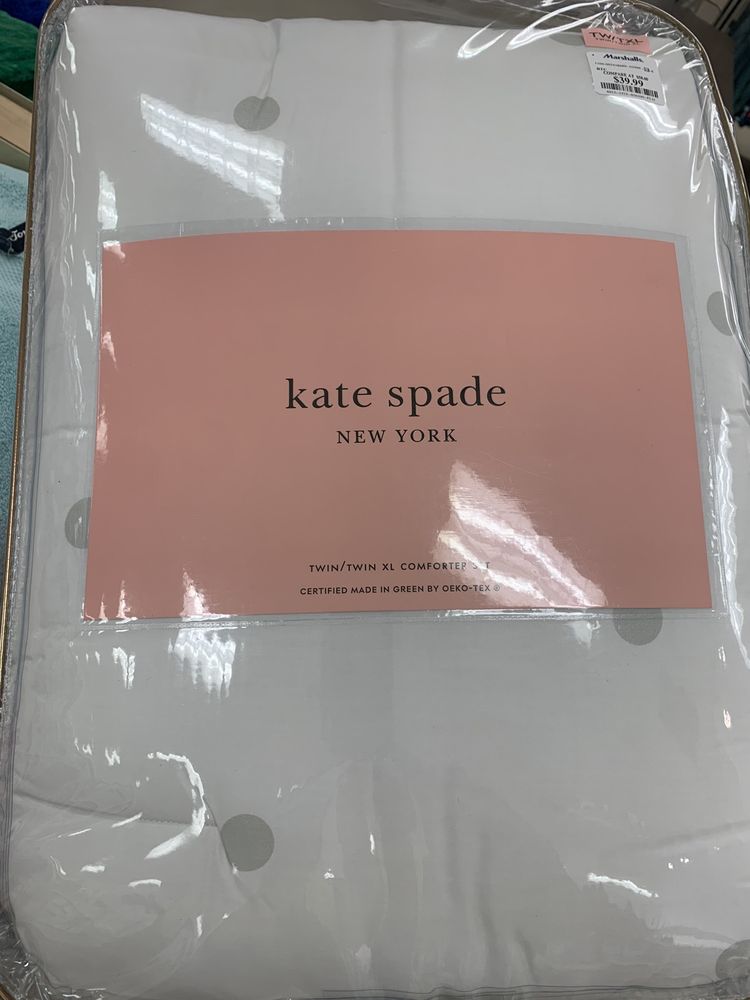 TW/TXL
Marshalls
COMPARE AT
$39.99
kate spade
NEW YORK
TWIN/TWIN XL COMFORTER S T
CERTIFIED MADE IN GREEN BY OEKO-TEX ®